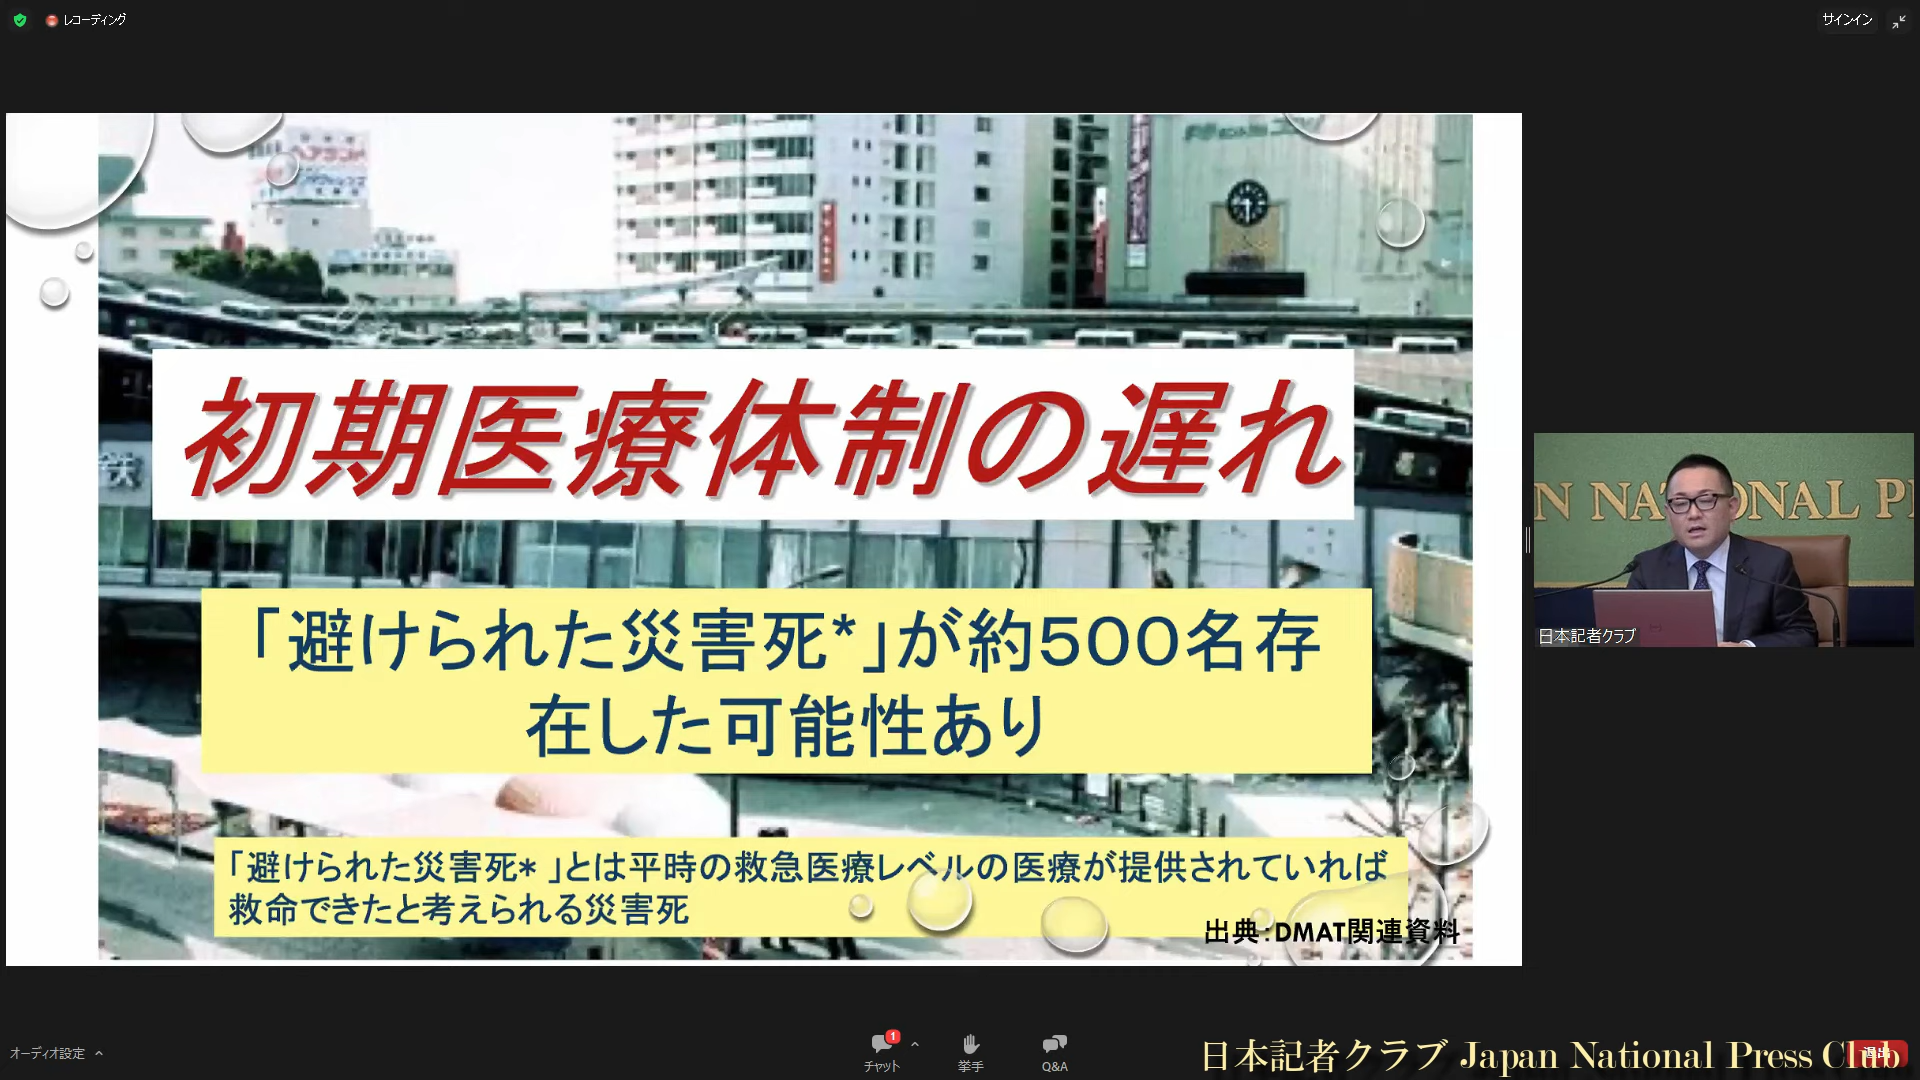 レコーディング
サインイン
初期医療体制の遅れ
「避けられた災害死*」が約500名存
在した可能性あり
「避けられた災害死* 」とは平時の救急医療レベルの医療が提供されていれば
救命できたと考えられる災害死
出典：DMAT関連資料
N NATIONAL P
日本記者クラブ
オーディオ設定
1
チャット
挙手
Q&A
退出
日本記者クラブ Japan National Press Club